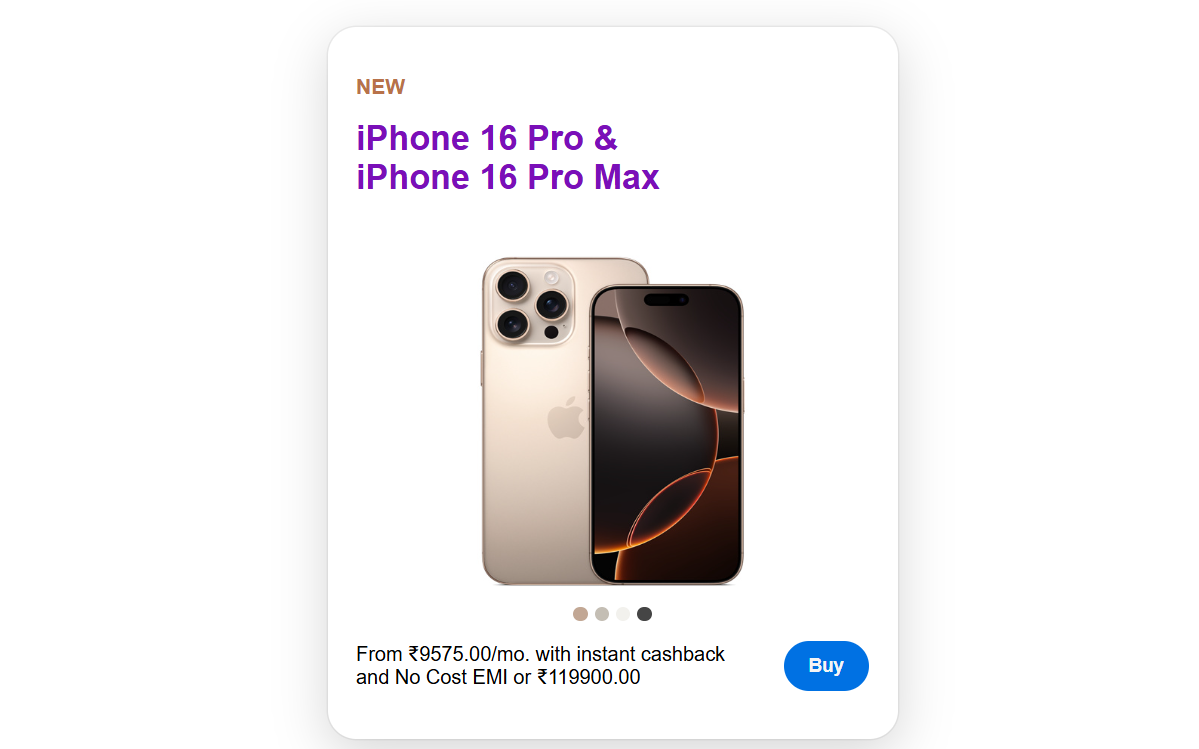 NEW
iPhone 16 Pro &
iPhone 16 Pro Max
From ₹9575.00/mo. with instant cashback
and No Cost EMI or ₹119900.00
Buy